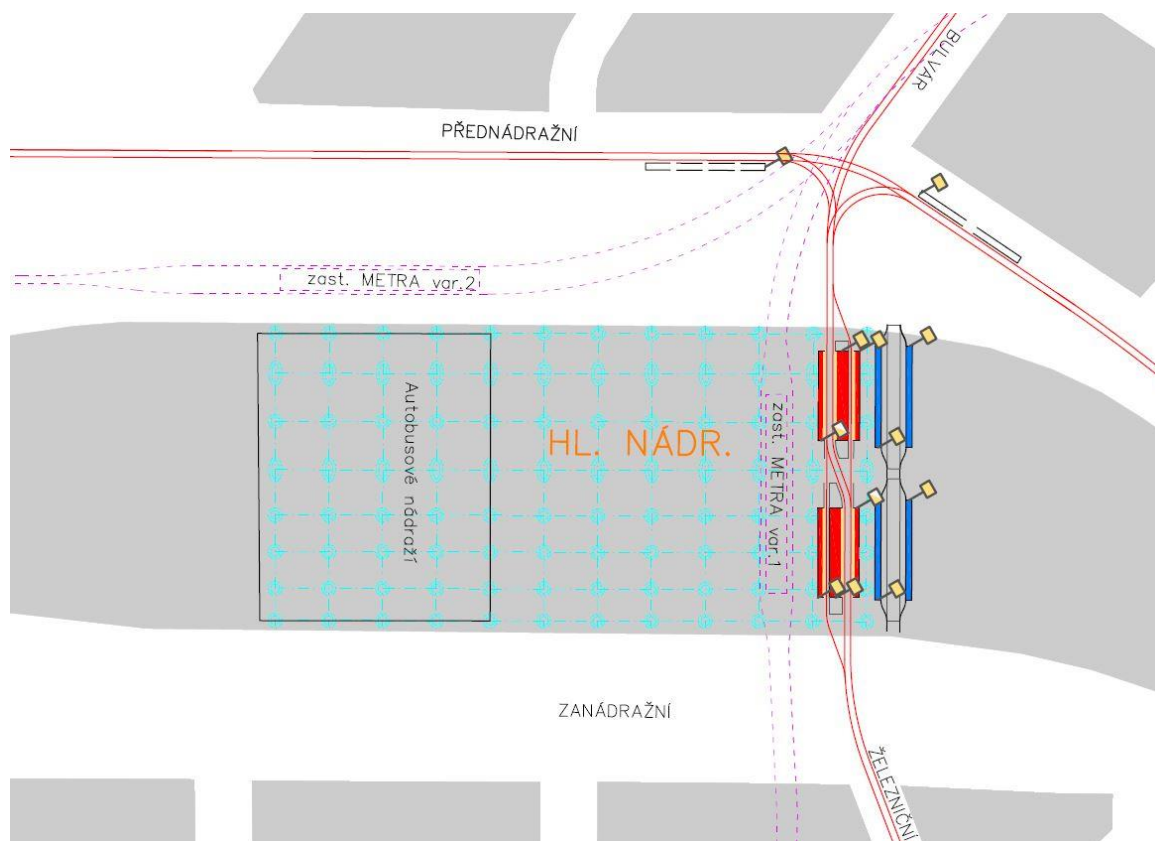 BULVÁR
PŘEDNÁDRAŽNÍ
zast. METRA var.2
Autobusové nádraží
HL. NÁDR.
zast. METRA var.1
ZANÁDRAŽNÍ
ŽELEZNIČNÍ